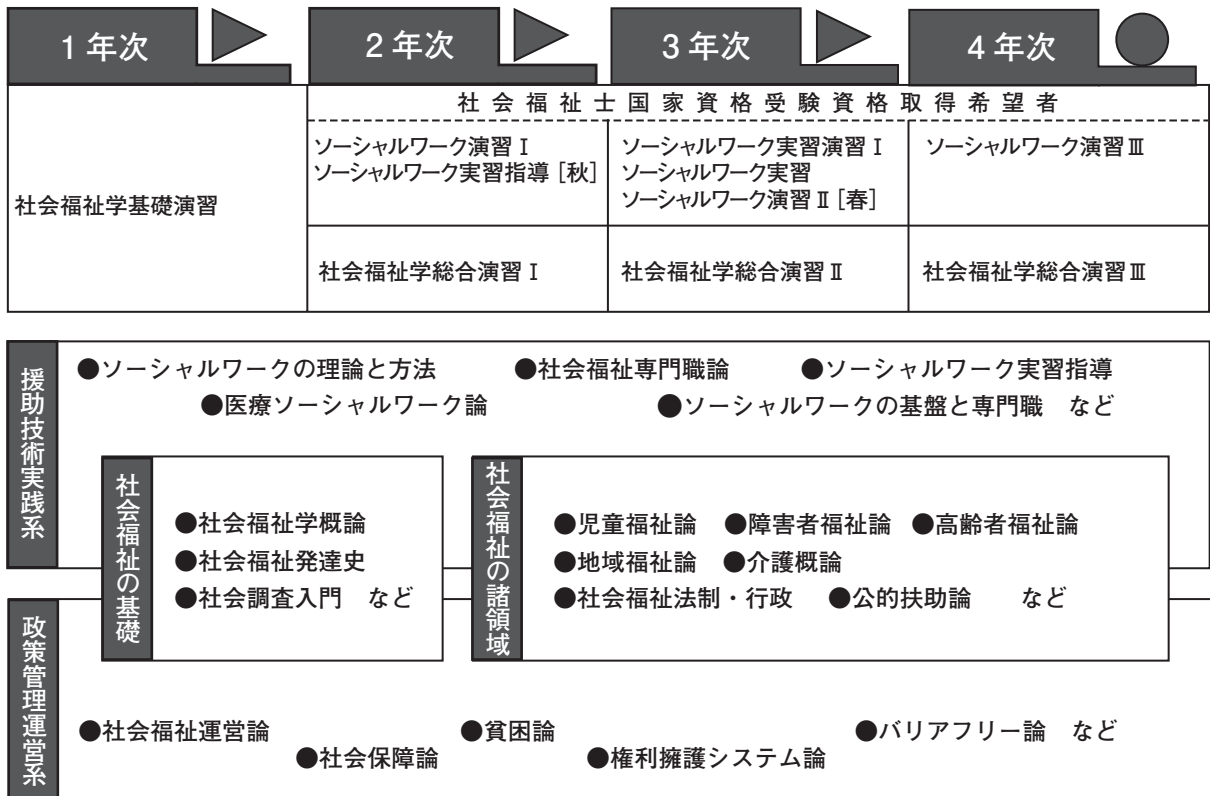 1年次
2年次
3年次
4年次
社会福祉士国家資格受験資格取得希望者
社会福祉学基礎演習
ソーシャルワーク演習Ⅰ
ソーシャルワーク実習指導［秋］
ソーシャルワーク実習演習Ⅰ
ソーシャルワーク実習
ソーシャルワーク演習Ⅱ［春］
ソーシャルワーク演習Ⅲ
社会福祉学総合演習Ⅰ
社会福祉学総合演習Ⅱ
社会福祉学総合演習Ⅲ
援助技術実践系
●ソーシャルワークの理論と方法 ●社会福祉専門職論 ●ソーシャルワーク実習指導
●医療ソーシャルワーク論 ●ソーシャルワークの基盤と専門職 など
社会福祉の基礎
●社会福祉学概論
●社会福祉発達史
●社会調査入門 など
社会福祉の諸領域
●児童福祉論 ●障害者福祉論 ●高齢者福祉論
●地域福祉論 ●介護概論
●社会福祉法制・行政 ●公的扶助論 など
政策管理運営系
●社会福祉運営論 ●貧困論 ●バリアフリー論 など
●社会保障論 ●権利擁護システム論